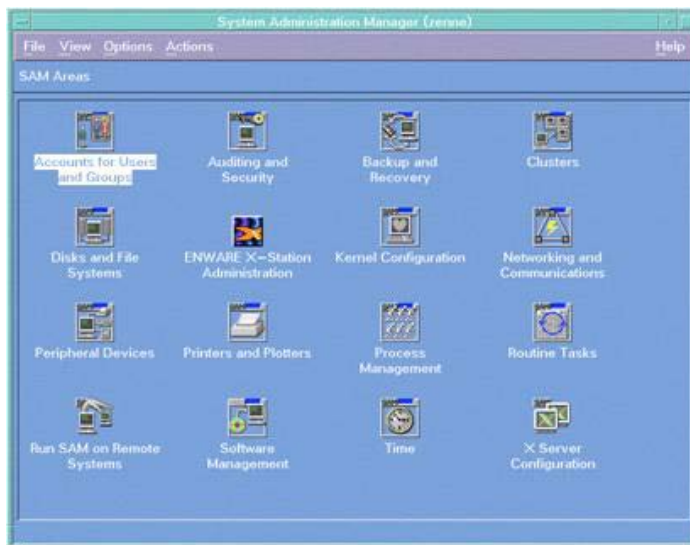 System Administration Manager (zenne)
File View Options Actions Help
SAM Areas
Accounts for Users
and Groups
Auditing and
Security
Backup and
Recovery
Clusters
Disks and File
Systems
ENWARE X-Station
Administration
Kernel Configuration
Networking and
Communications
Peripheral Devices
Printers and Plotters
Process
Management
Routine Tasks
Run SAM on Remote
Systems
Software
Management
Time
X Server
Configuration